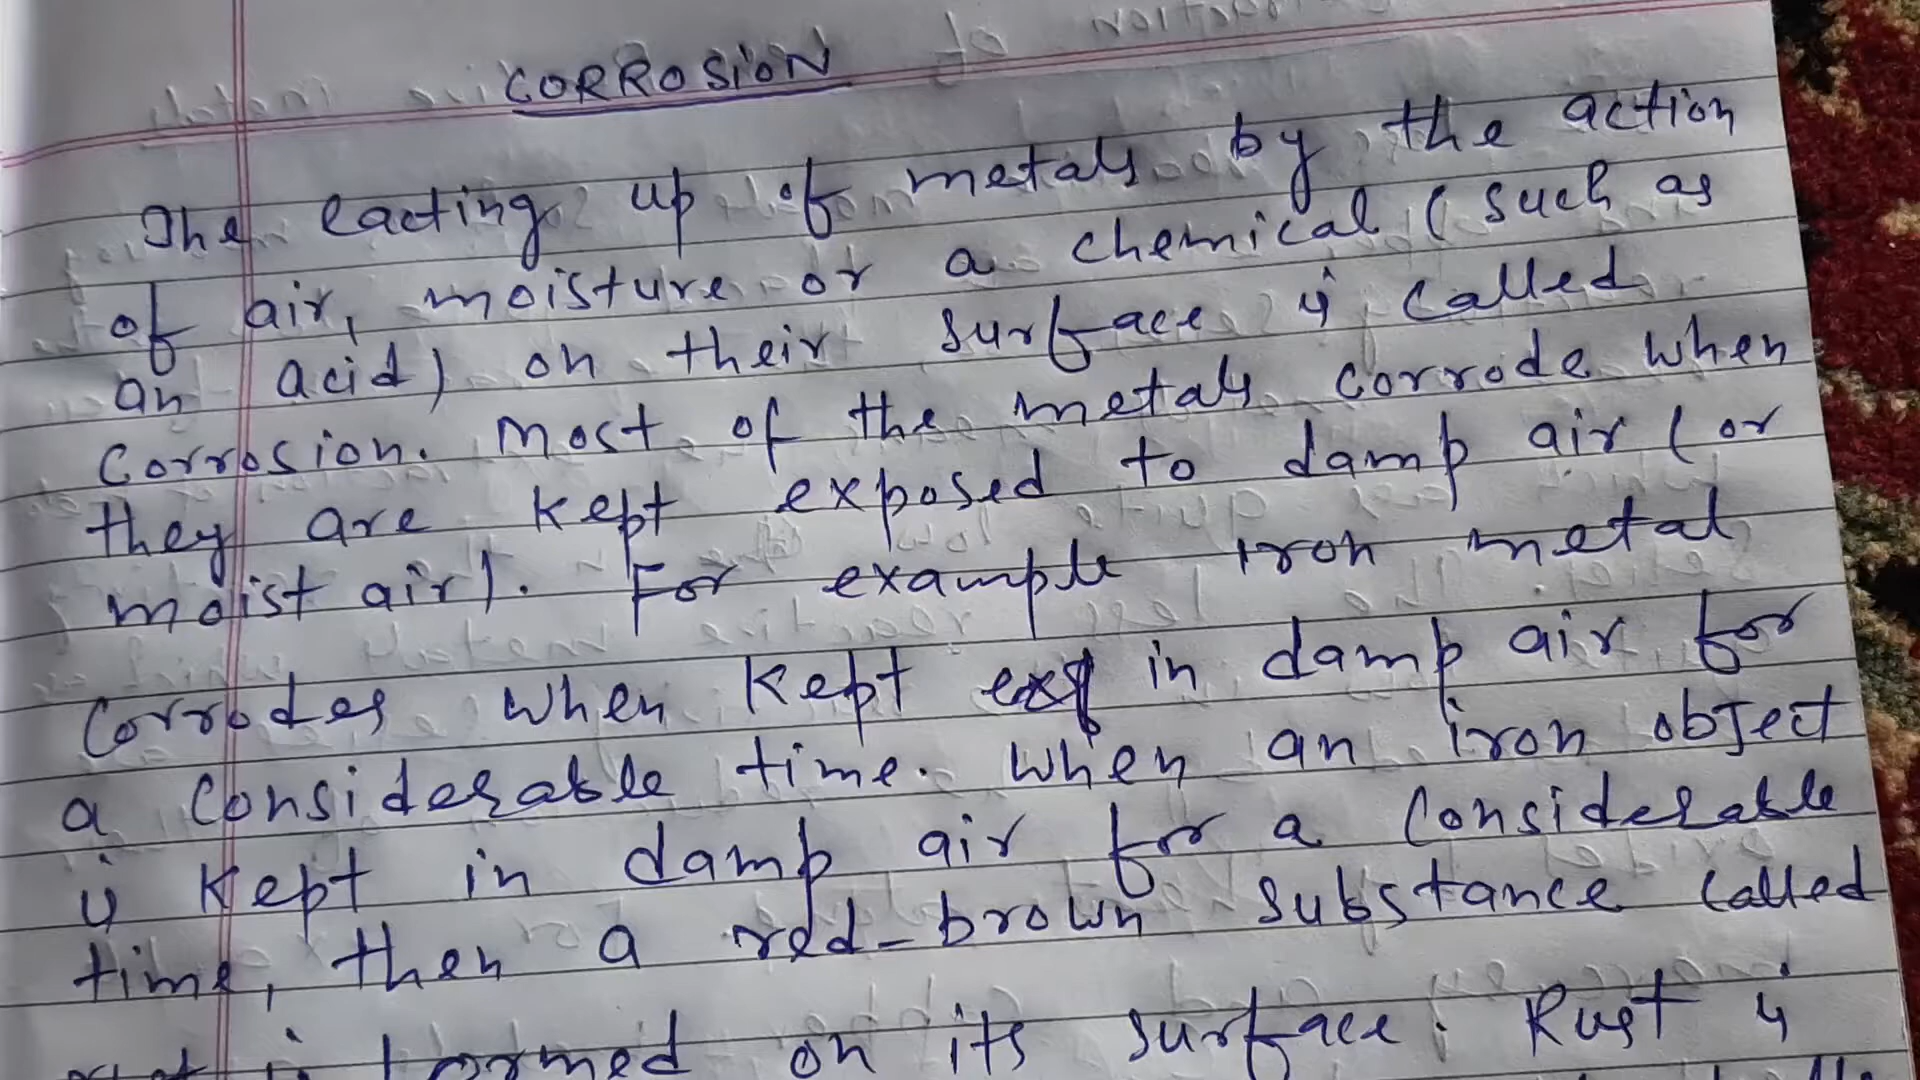 CORROSION
The eacting up of metals by the action
of air, moisture or a chemical (such as
an acid) on their surface is called
Corrosion. Most of the metals corrode when
they are kept exposed to damp air (or
moist air). For example iron metal
Corrodes when kept in damp air for
a considerable time. When an iron object
is kept in damp air for a considerable
time, then a red-brown substance called
formed on its surface. Rust is